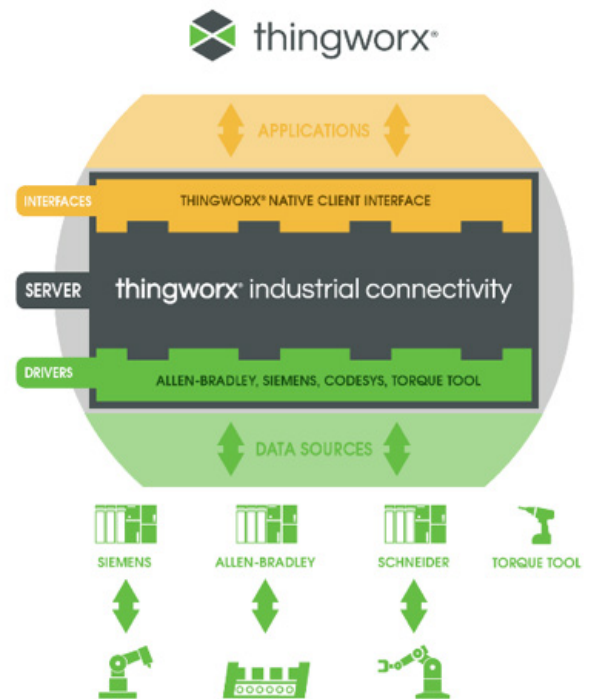 thingworx®
APPLICATIONS
INTERFACES
THINGWORX® NATIVE CLIENT INTERFACE
SERVER
thingworx® industrial connectivity
DRIVERS
ALLEN-BRADLEY, SIEMENS, CODESYS, TORQUE TOOL
DATA SOURCES
SIEMENS
ALLEN-BRADLEY
SCHNEIDER
TORQUE TOOL